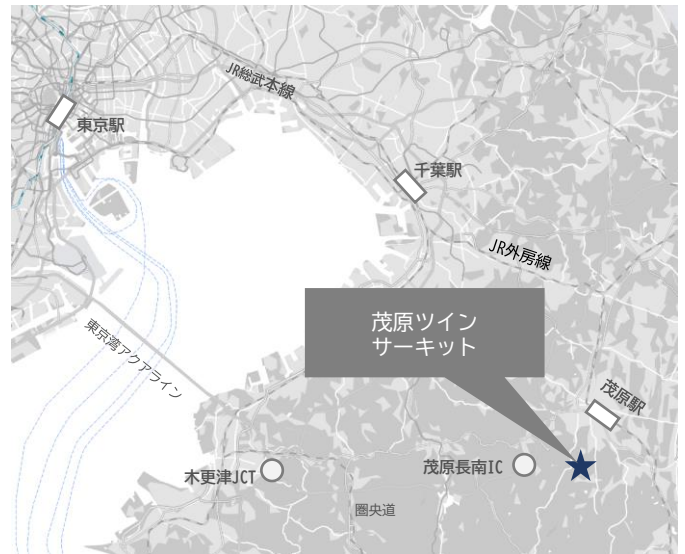 JR総武本線
東京駅
千葉駅
JR外房線
茂原ツイン
サーキット
東京湾アクアライン
茂原駅
木更津JCT
茂原長南IC
圏央道